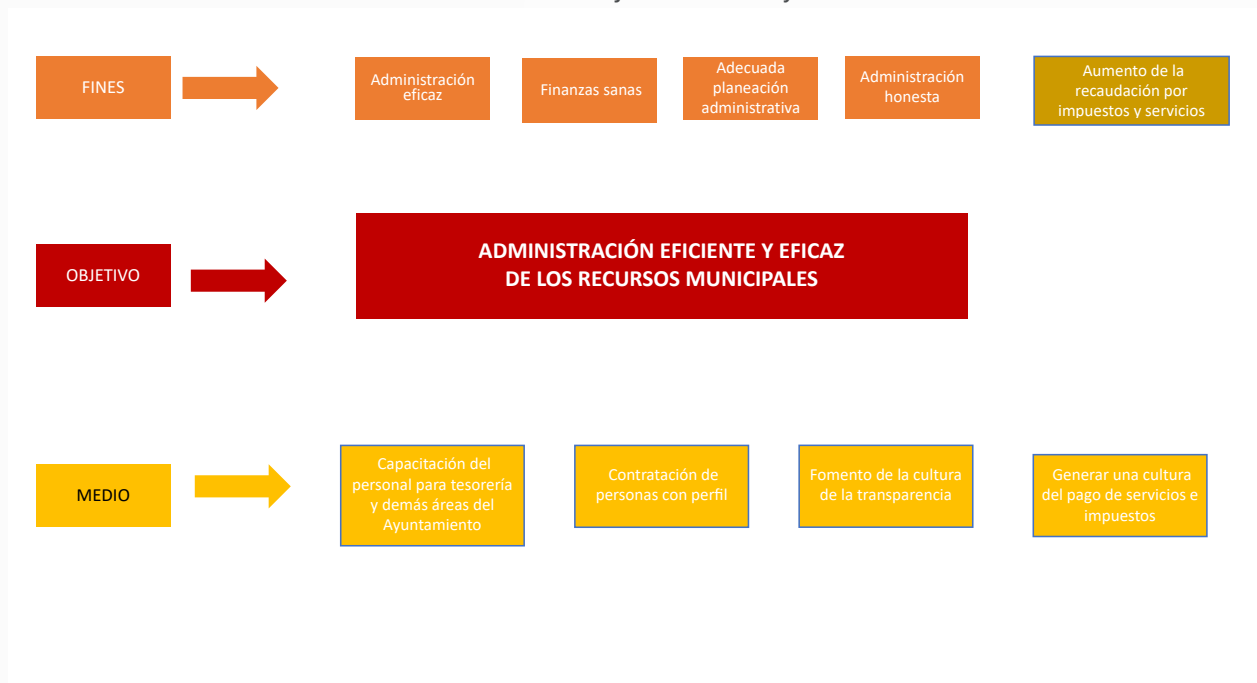 FINES
Administración
eficaz
Finanzas sanas
Adecuada
planeación
administrativa
Administración
honesta
Aumento de la
recaudación por
impuestos y servicios
OBJETIVO
ADMINISTRACIÓN EFICIENTE Y EFICAZ
DE LOS RECURSOS MUNICIPALES
MEDIO
Capacitación del
personal para tesorería
y demás áreas del
Ayuntamiento
Contratación de
personas con perfil
Fomento de la cultura
de la transparencia
Generar una cultura
del pago de servicios e
impuestos